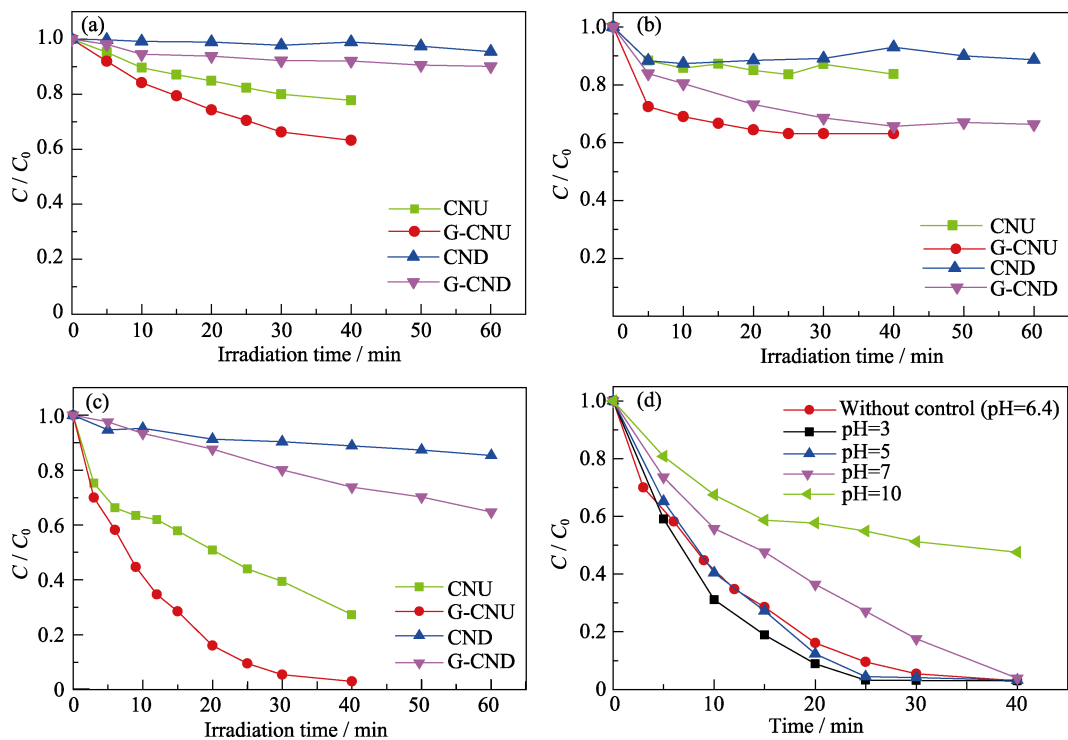 (a)
1.0
0.8
0.6
0.4
0.2
0
C / C0
CNU
G-CNU
CND
G-CND
0 10 20 30 40 50 60
Irradiation time / min
(b)
1.0
0.8
0.6
0.4
0.2
C / C0
CNU
G-CNU
CND
G-CND
0 10 20 30 40 50 60
Irradiation time / min
(c)
1.0
0.8
0.6
0.4
0.2
0
C / C0
CNU
G-CNU
CND
G-CND
0 10 20 30 40 50 60
Irradiation time / min
(d)
1.0
0.8
0.6
0.4
0.2
0
C / C0
Without control (pH=6.4)
pH=3
pH=5
pH=7
pH=10
0 10 20 30 40
Time / min